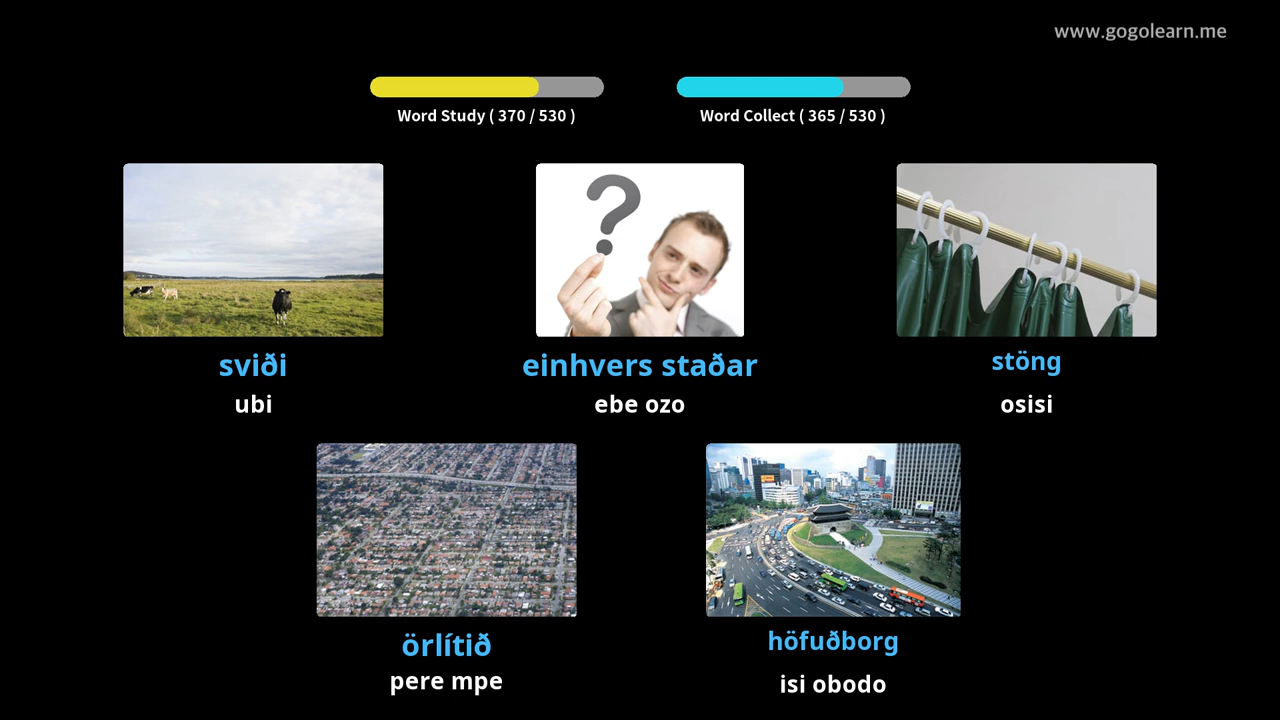 www.gogolearn.me
Word Study ( 370 / 530 )
Word Collect ( 365 / 530 )
sviði
ubi
einhvers staðar
ebe ozo
stöng
osisi
örlítið
pere mpe
höfuðborg
isi obodo